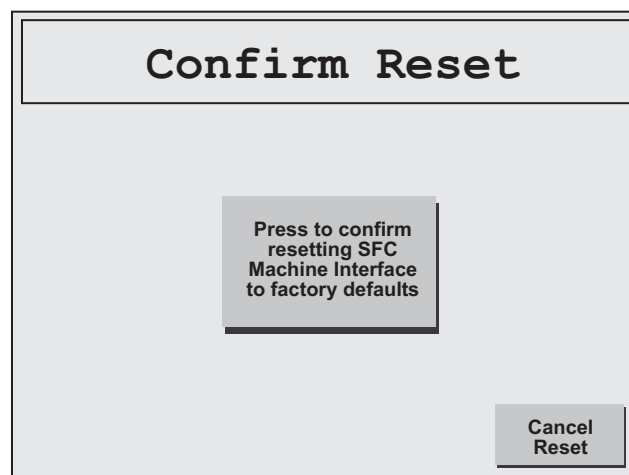 Confirm Reset
Press to confirm
resetting SFC
Machine Interface
to factory defaults
Cancel
Reset